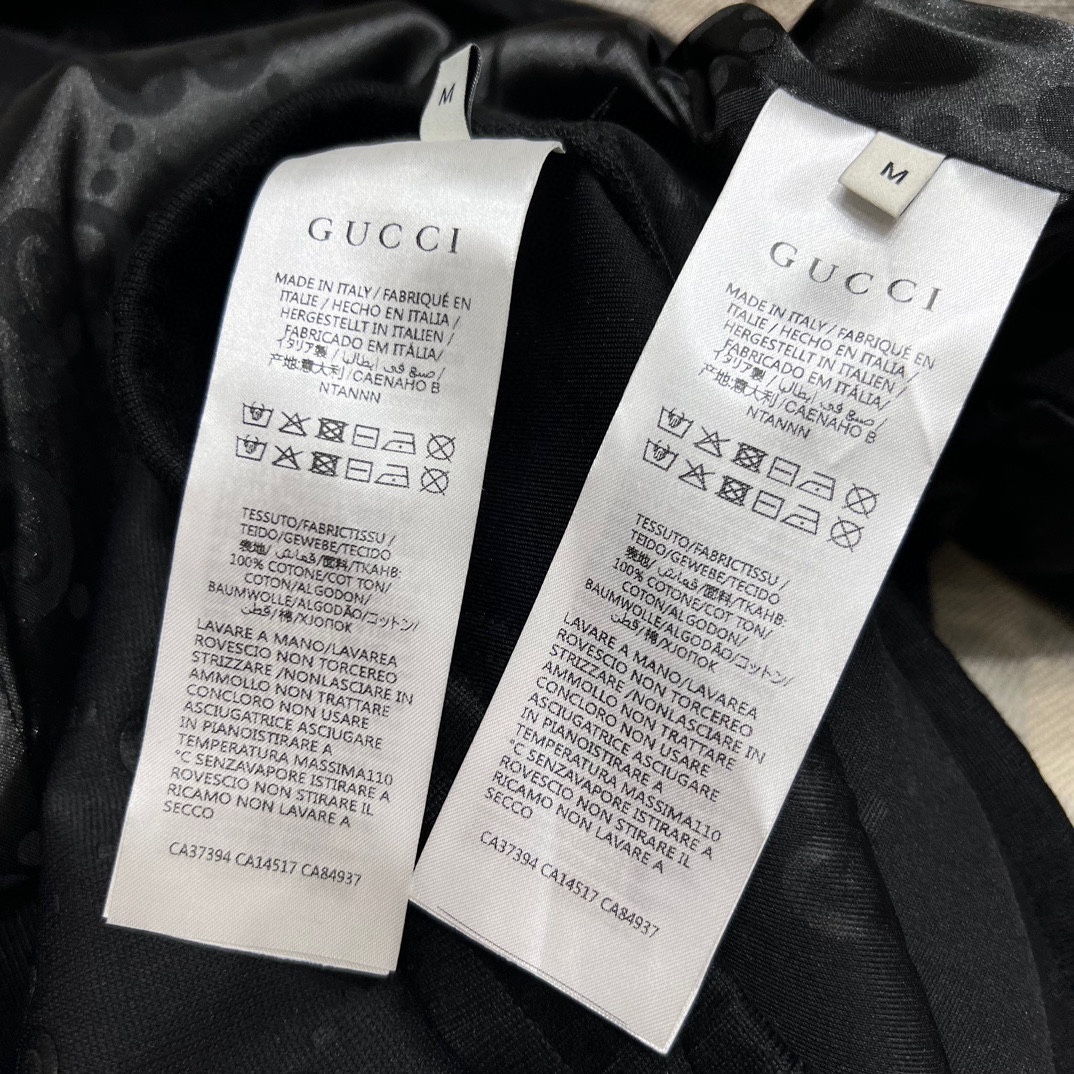 M
GUCCI
MADE IN ITALY / FABRIQUÉ EN
ITALIE / HECHO EN ITALIA /
HERGESTELLT IN ITALIEN /
FABRICADO EM ITÀLIA/
イタリア製 / صنع في إيطاليا /
产地:意大利/CAENAHO B
NTANNN
TESSUTO/FABRICTISSU /
TEIDO/GEWEBE/TECIDO
表地/قماش/面料/TKAHB:
100% COTONE/COT TON/
COTON/ALGODON/
BAUMWOLLE/ALGODÃO/コットン/
قطن/棉/ХЈОПОК
LAVARE A MANO/LAVAREA
ROVESCIO NON TORCEREO
STRIZZARE /NONLASCIARE IN
AMMOLLO NON TRATTARE
CONCLORO NON USARE
ASCIUGATRICE ASCIUGARE
IN PIANOISTIRARE A
TEMPERATURA MASSIMA110
°C SENZAVAPORE ISTIRARE A
ROVESCIO NON STIRARE IL
RICAMO NON LAVARE A
SECCO
CA37394 CA14517 CA84937
M
GUCCI
MADE IN ITALY / FABRIQUÉ EN
ITALIE / HECHO EN ITALIA /
HERGESTELLT IN ITALIEN /
FABRICADO EM ITÀLIA/
イタリア製 / صنع في إيطاليا /
产地:意大利/CAENAHO B
NTANNN
TESSUTO/FABRICTISSU /
TEIDO/GEWEBE/TECIDO
表地/قماش/面料/TKAHB:
100% COTONE/COT TON/
COTON/ALGODON/
BAUMWOLLE/ALGODÃO/コットン/
قطن/棉/ХЈОПОК
LAVARE A MANO/LAVAREA
ROVESCIO NON TORCEREO
STRIZZARE /NONLASCIARE IN
AMMOLLO NON TRATTARE
CONCLORO NON USARE
ASCIUGATRICE ASCIUGARE
IN PIANOISTIRARE A
TEMPERATURA MASSIMA110
°C SENZAVAPORE ISTIRARE A
ROVESCIO NON STIRARE IL
RICAMO NON LAVARE A
SECCO
CA37394 CA14517 CA84937